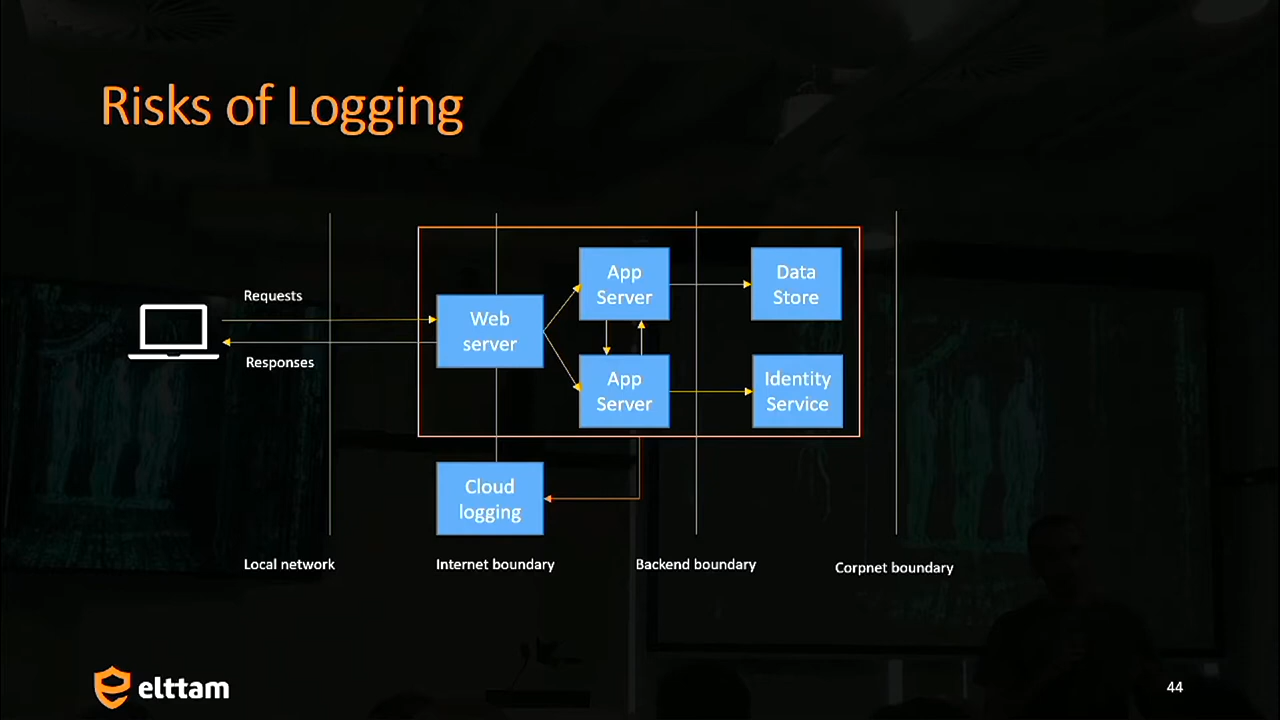 Risks of Logging
Requests
Responses
Web
server
App
Server
App
Server
Data
Store
Identity
Service
Cloud
logging
Local network
Internet boundary
Backend boundary
Corpnet boundary
elttam
44